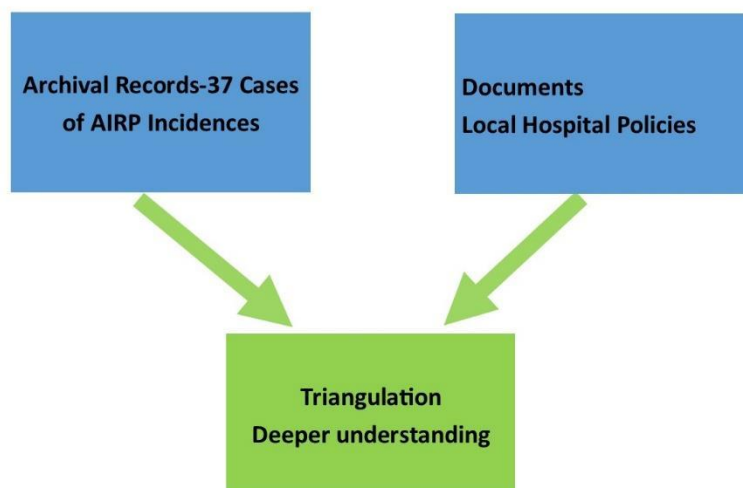 Archival Records-37 Cases
of AIRP Incidences
Documents
Local Hospital Policies
Triangulation
Deeper understanding